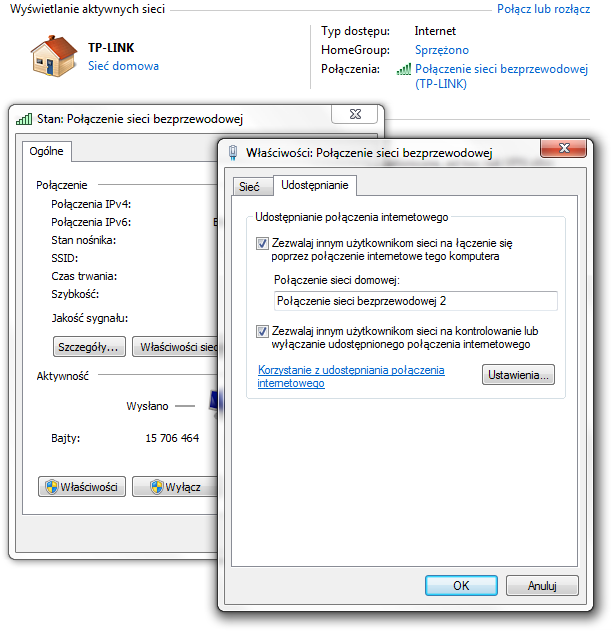 Wyświetlanie aktywnych sieci
Połącz lub rozłącz
TP-LINK
Sieć domowa
Typ dostępu: Internet
HomeGroup: Sprzężono
Połączenia: Połączenie sieci bezprzewodowej
(TP-LINK)
Stan: Połączenie sieci bezprzewodowej
Ogólne
Połączenie
Połączenia IPv4:
Połączenia IPv6:
Stan nośnika:
SSID:
Czas trwania:
Szybkość:
Jakość sygnału:
Szczegóły...
Właściwości siec
Aktywność
Wysłano
Bajty: 15 706 464
Właściwości
Wyłącz
Właściwości: Połączenie sieci bezprzewodowej
Sieć
Udostępnianie
Udostępnianie połączenia internetowego
Zezwalaj innym użytkownikom sieci na łączenie się
poprzez połączenie internetowe tego komputera
Połączenie sieci domowej:
Połączenie sieci bezprzewodowej 2
Zezwalaj innym użytkownikom sieci na kontrolowanie lub
wyłączanie udostępnionego połączenia internetowego
Korzystanie z udostępniania połączenia
internetowego
Ustawienia...
OK
Anuluj